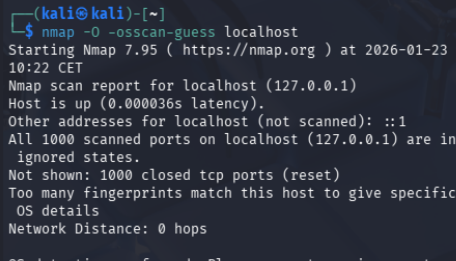 ┌──(kali㉿kali)-[~]
└─$ nmap -O -osscan-guess localhost
Starting Nmap 7.95 ( https://nmap.org ) at 2026-01-23
10:22 CET
Nmap scan report for localhost (127.0.0.1)
Host is up (0.000036s latency).
Other addresses for localhost (not scanned): ::1
All 1000 scanned ports on localhost (127.0.0.1) are in
ignored states.
Not shown: 1000 closed tcp ports (reset)
Too many fingerprints match this host to give specific
OS details
Network Distance: 0 hops